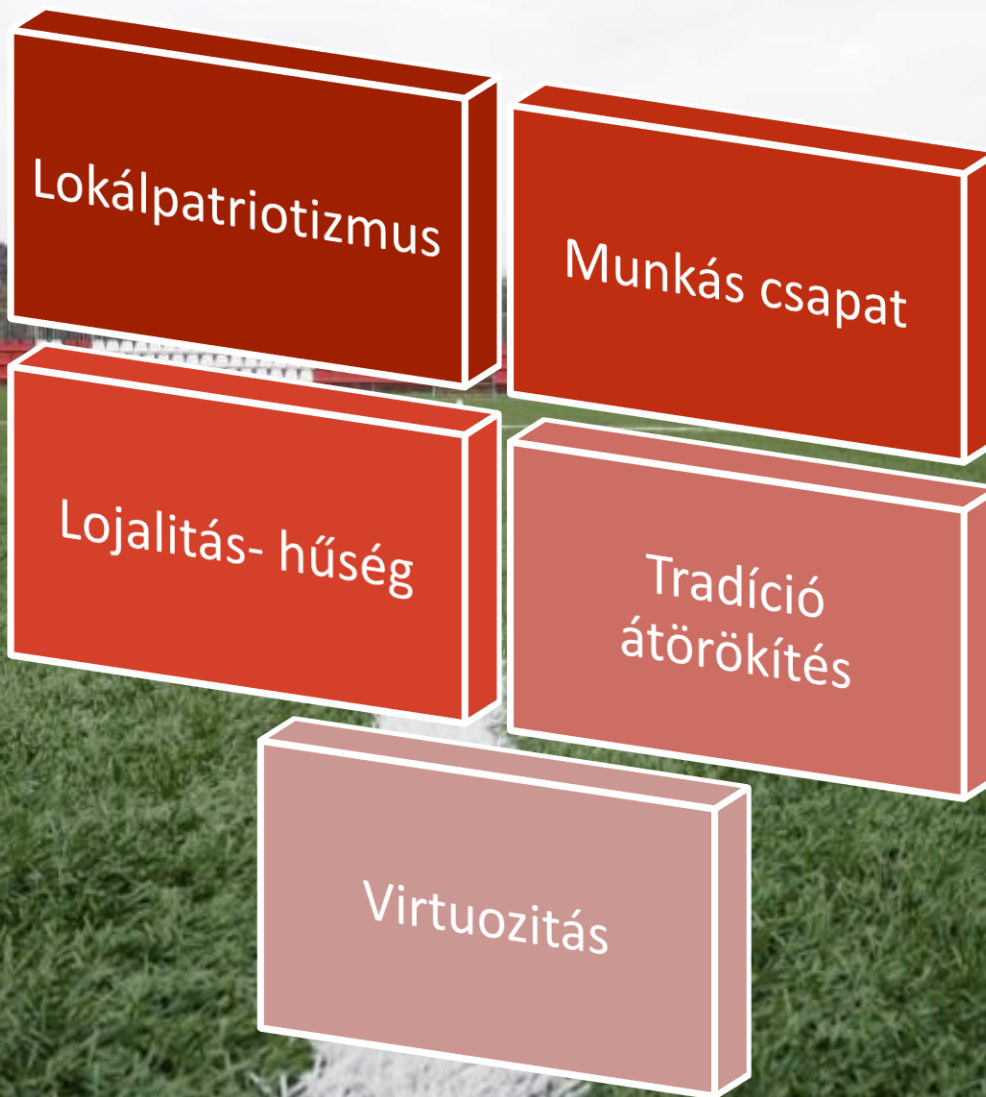 Lokálpatriotizmus
Munkás csapat
Lojalitás- hűség
Tradíció
átörökítés
Virtuozitás